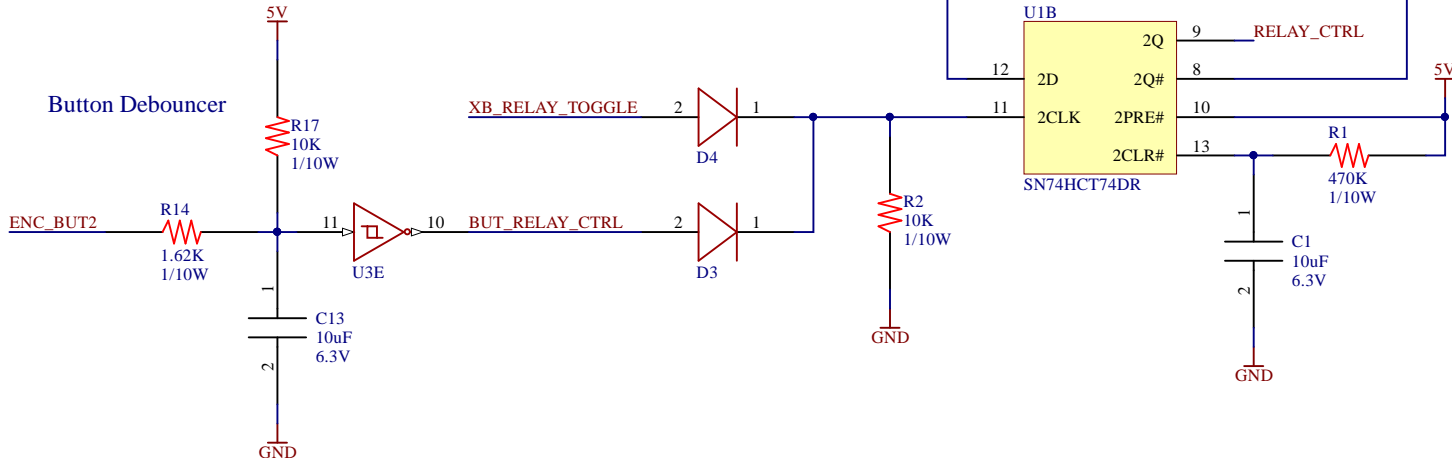 5V
U1B
2Q
9
RELAY_CTRL
12
2D
2Q#
8
5V
Button Debouncer
XB_RELAY_TOGGLE
2
1
11
2CLK
2PRE#
10
R17
10K
1/10W
D4
2CLR#
13
R1
SN74HCT74DR
470K
1/10W
ENC_BUT2
R14
1.62K
1/10W
11
10
U3E
BUT_RELAY_CTRL
2
1
D3
R2
10K
1/10W
1
C1
10uF
6.3V
2
1
C13
10uF
6.3V
2
GND
GND
GND